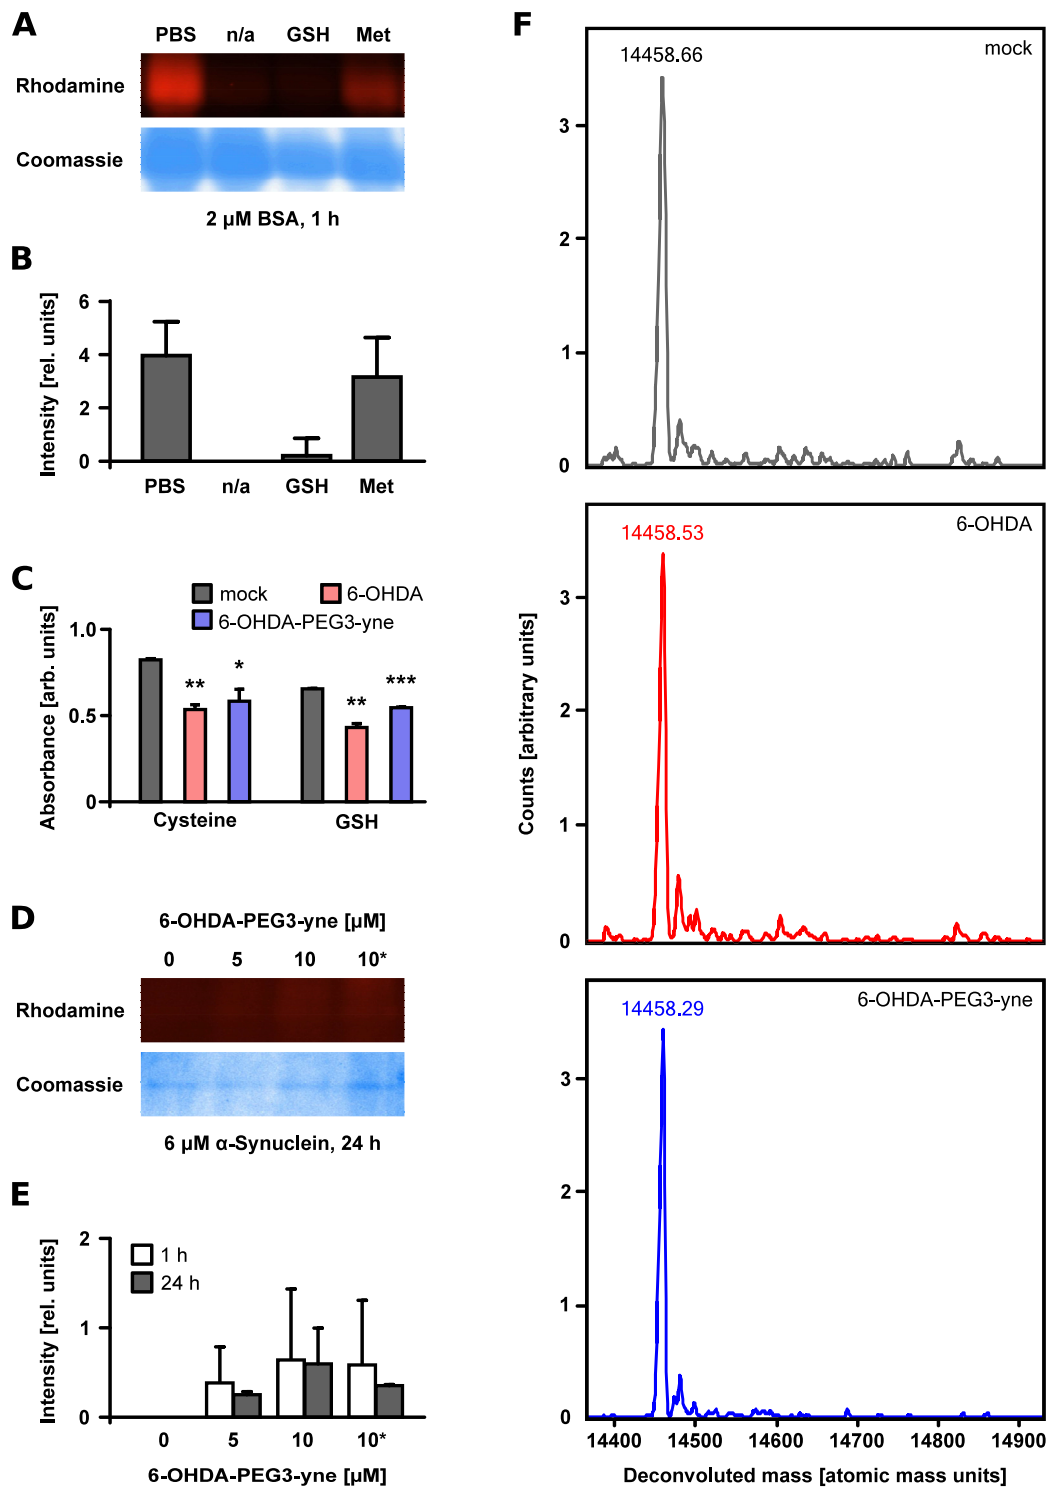 A
PBS n/a GSH Met
Rhodamine
Coomassie
2 µM BSA, 1 h
B
Intensity [rel. units]
6
4
2
0
PBS n/a GSH Met
C
mock 6-OHDA
6-OHDA-PEG3-yne
Absorbance [arb. units]
1.0
0.5
0
** *
** ***
Cysteine GSH
D
6-OHDA-PEG3-yne [µM]
0 5 10 10*
Rhodamine
Coomassie
6 µM α-Synuclein, 24 h
E
Intensity [rel. units]
2
1
0
1 h
24 h
0 5 10 10*
6-OHDA-PEG3-yne [µM]
F
14458.66 mock
3
2
1
0
14458.53 6-OHDA
Counts [arbitrary units]
3
2
1
0
14458.29 6-OHDA-PEG3-yne
3
2
1
0
14400 14500 14600 14700 14800 14900
Deconvoluted mass [atomic mass units]